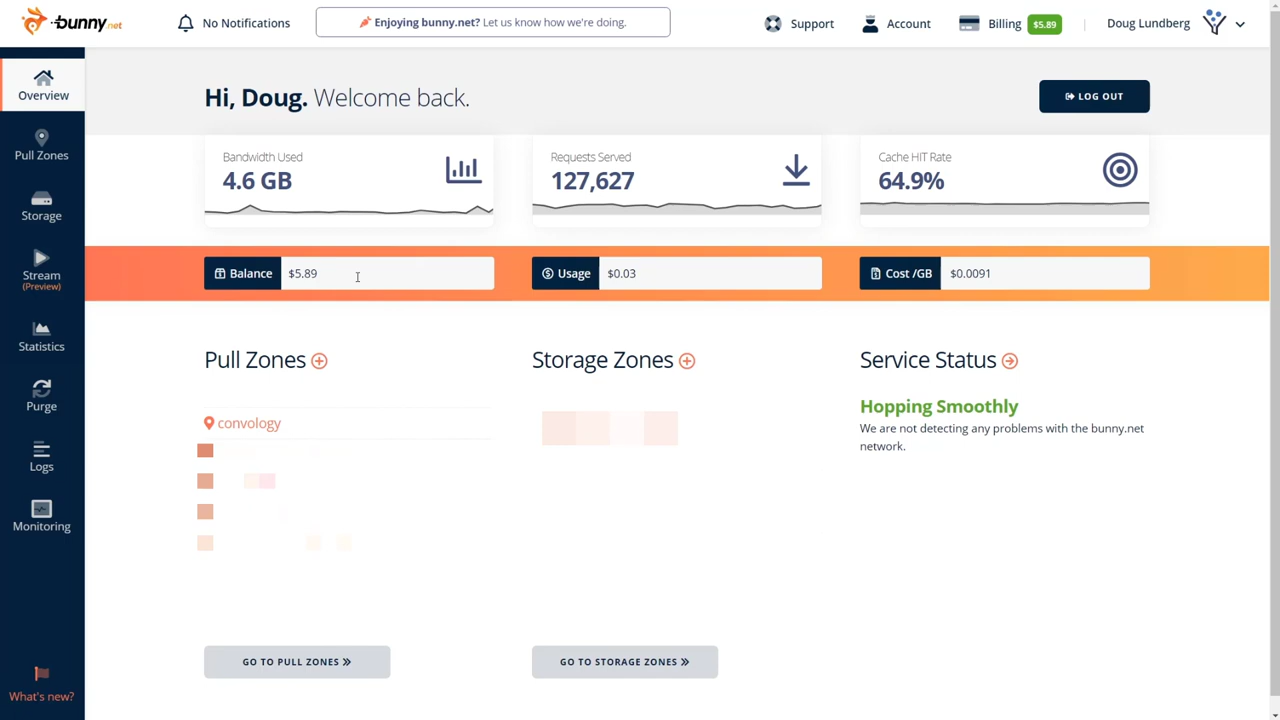 bunny.net
No Notifications
Enjoying bunny.net? Let us know how we're doing.
Support
Account
Billing
$5.89
Doug Lundberg
Overview
Pull Zones
Storage
Stream
(Preview)
Statistics
Purge
Logs
Monitoring
What's new?
Hi, Doug. Welcome back.
LOG OUT
Bandwidth Used
4.6 GB
Requests Served
127,627
Cache HIT Rate
64.9%
Balance
$5.89
Usage
$0.03
Cost /GB
$0.0091
Pull Zones
convology
GO TO PULL ZONES
Storage Zones
GO TO STORAGE ZONES
Service Status
Hopping Smoothly
We are not detecting any problems with the bunny.net
network.